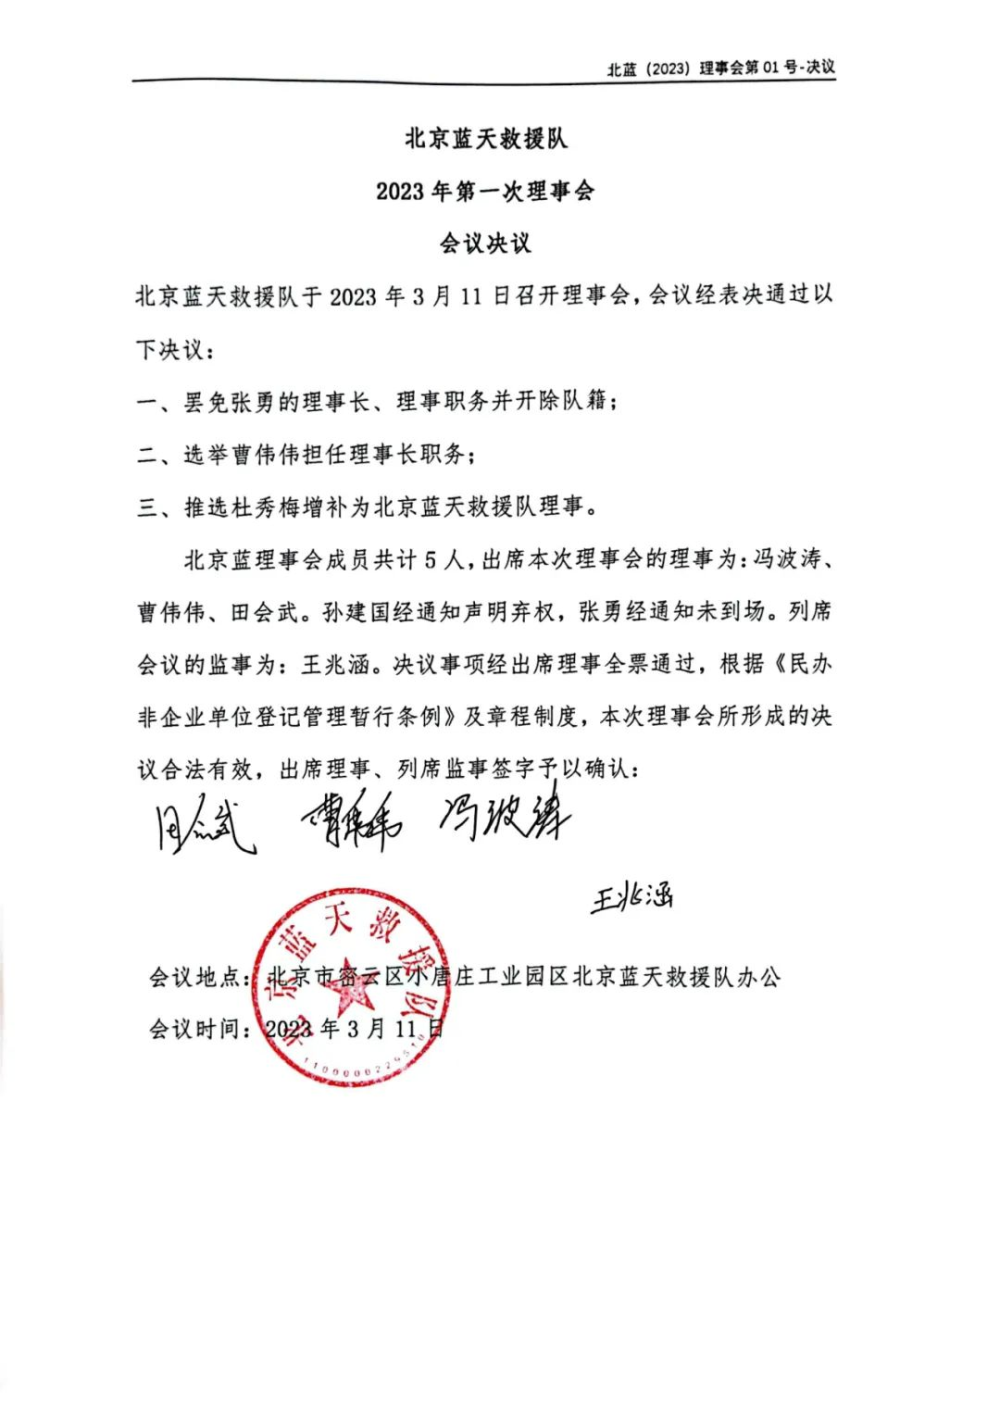 北蓝（2023）理事会第 01 号-决议
北京蓝天救援队
2023 年第一次理事会
会议决议
北京蓝天救援队于 2023 年 3 月 11 日召开理事会，会议经表决通过以
下决议：
一、罢免张勇的理事长、理事职务并开除队籍；
二、选举曹伟伟担任理事长职务；
三、推选杜秀梅增补为北京蓝天救援队理事。
北京蓝理事会成员共计 5 人，出席本次理事会的理事为：冯波涛、
曹伟伟、田会武。孙建国经通知声明弃权，张勇经通知未到场。列席
会议的监事为：王兆涵。决议事项经出席理事全票通过，根据《民办
非企业单位登记管理暂行条例》及章程制度，本次理事会所形成的决
议合法有效，出席理事、列席监事签字予以确认：
田会武 曹伟伟 冯波涛
王兆涵
北京蓝天救援队
会议地点：北京市密云区小唐庄工业园区北京蓝天救援队办公
会议时间：2023 年 3 月 11 日